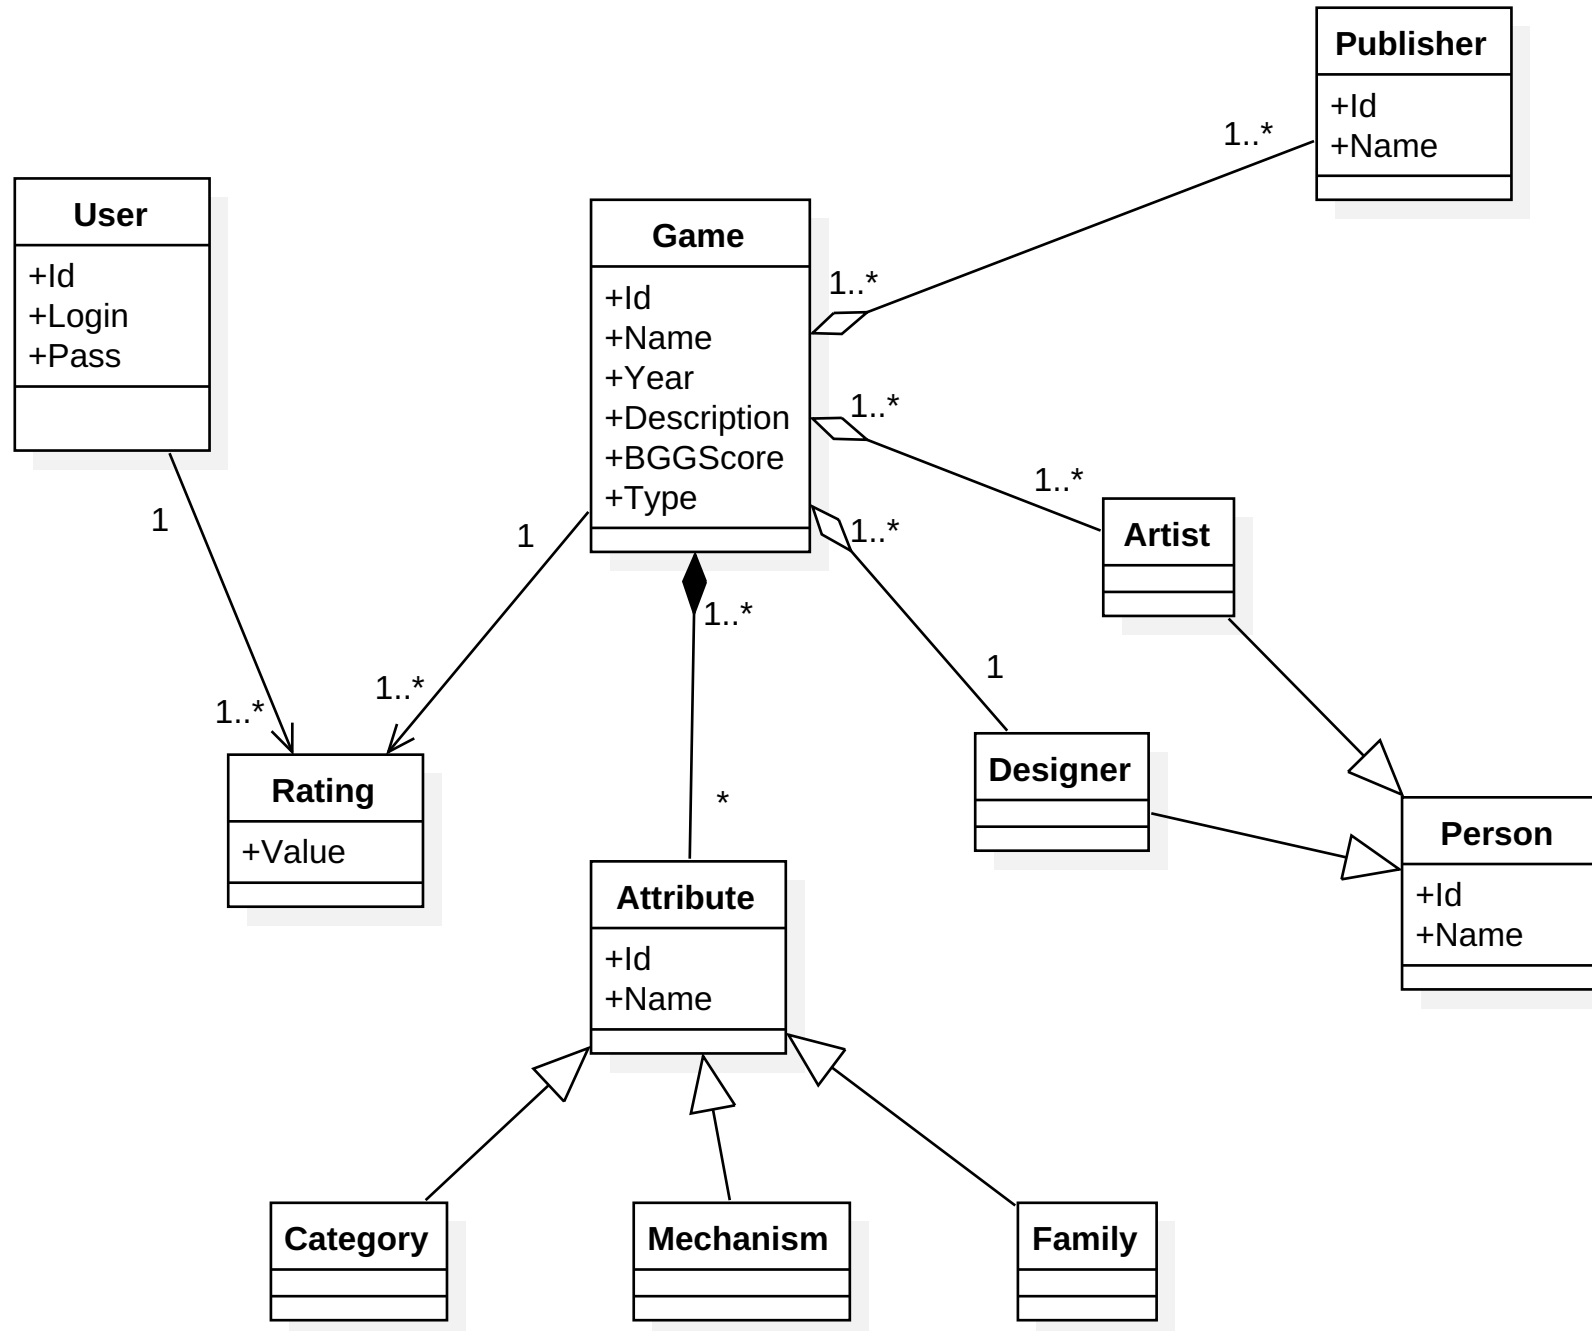 Publisher
+Id
+Name
1..*
User
+Id
+Login
+Pass
Game
+Id
+Name
+Year
+Description
+BGGScore
+Type
1..*
1..*
1..*
Artist
1..*
1
1
1..*
1
1..*
1..*
*
Rating
+Value
Designer
Person
+Id
+Name
Attribute
+Id
+Name
Category
Mechanism
Family